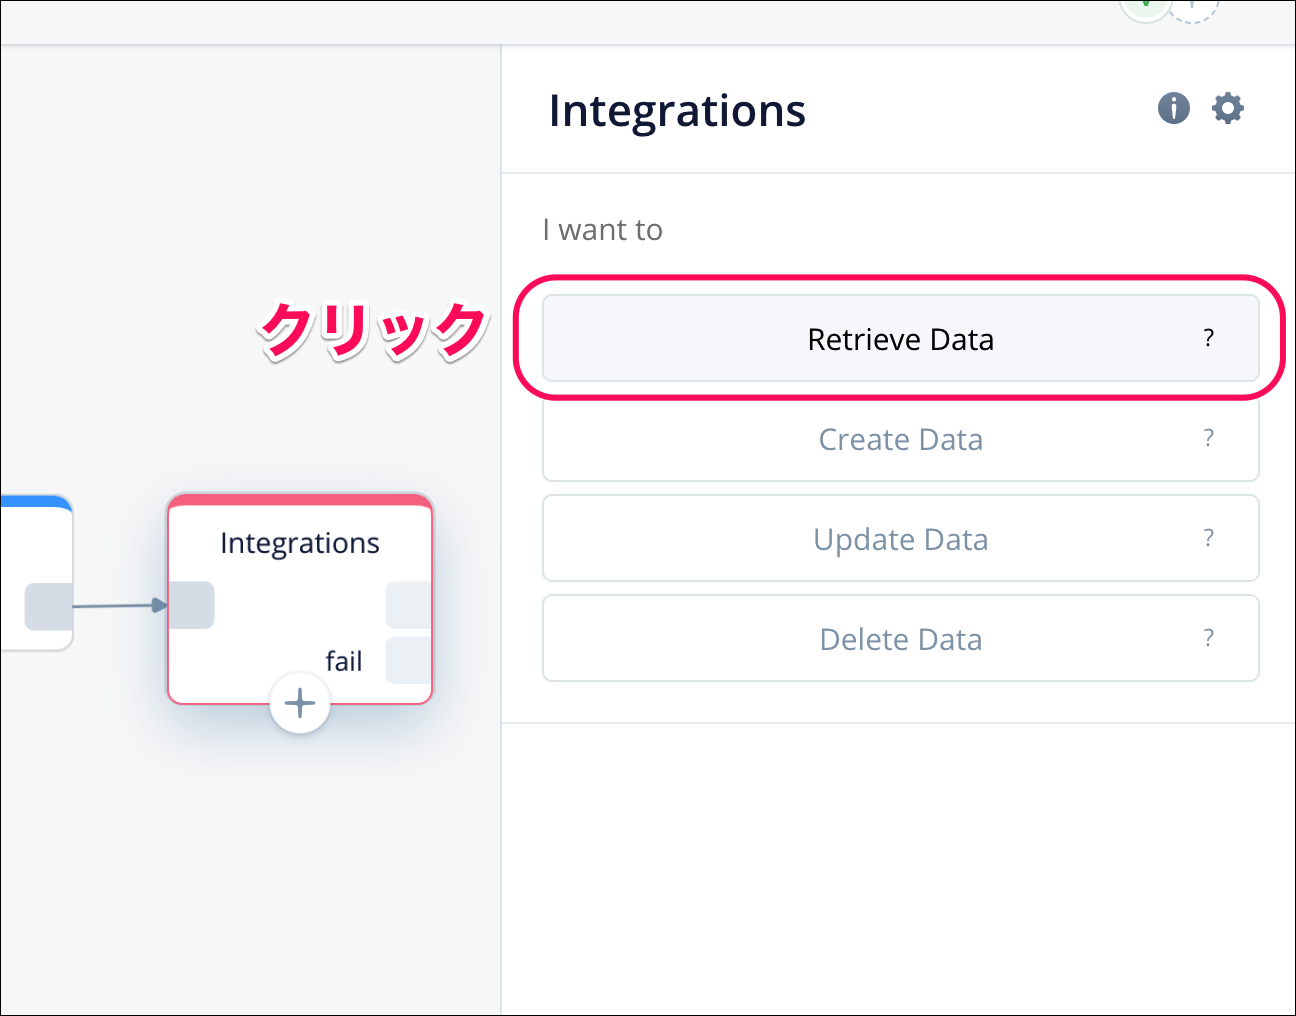 Integrations
I want to
クリック
Retrieve Data ?
Create Data ?
Update Data ?
Delete Data ?
Integrations
fail